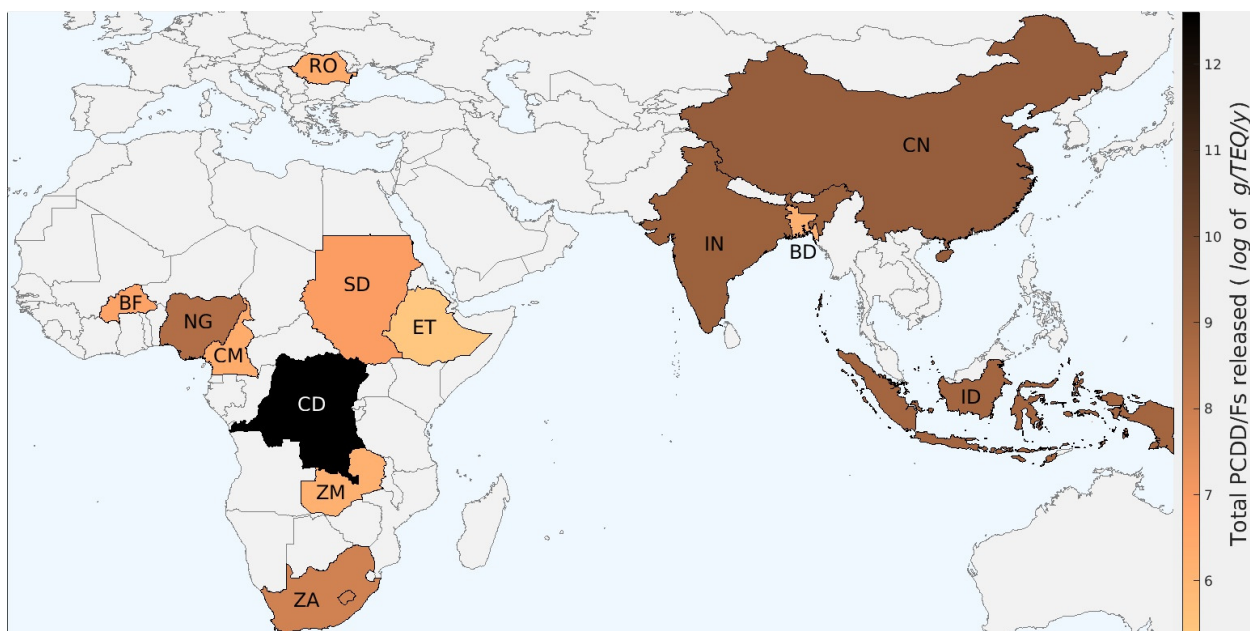 RO
CN
IN
BD
SD
BF
NG
ET
CM
CD
ID
ZM
ZA
12
11
10
9
8
7
6
Total PCDD/Fs released ( log of g/TEQ/y)